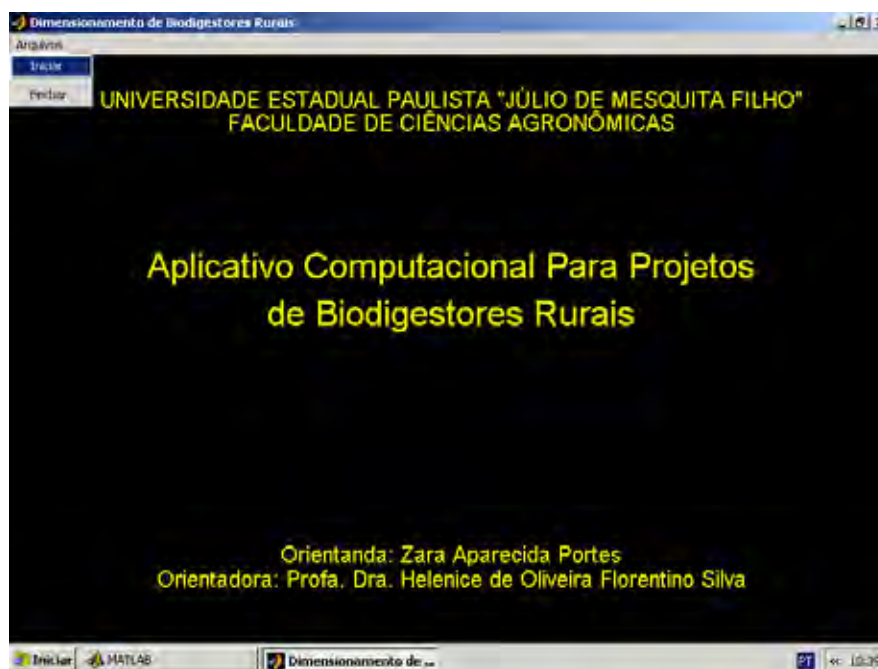 Dimensionamento de Biodigestores Rurais
Arquivos
Iniciar
Fechar
UNIVERSIDADE ESTADUAL PAULISTA "JÚLIO DE MESQUITA FILHO"
FACULDADE DE CIÊNCIAS AGRONÔMICAS
Aplicativo Computacional Para Projetos
de Biodigestores Rurais
Orientanda: Zara Aparecida Portes
Orientadora: Profa. Dra. Helenice de Oliveira Florentino Silva
Iniciar MATLAB Dimensionamento de ... PT «